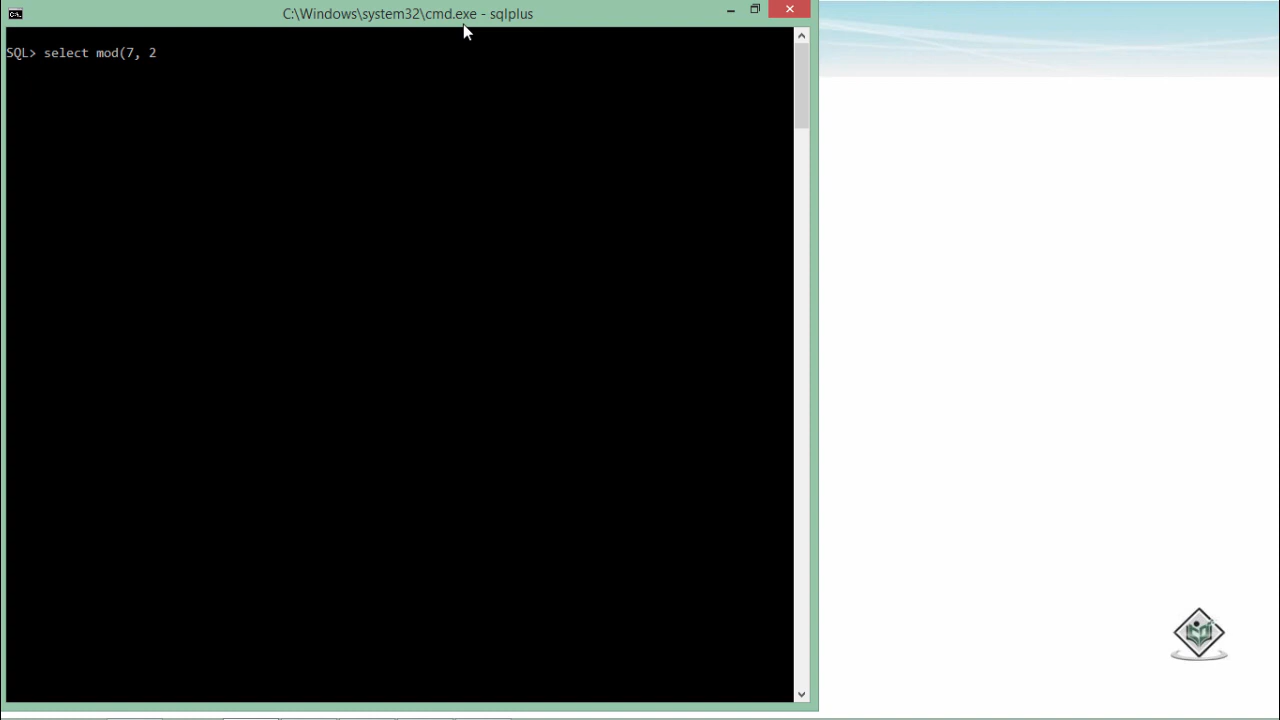 C:\Windows\system32\cmd.exe - sqlplus
SQL> select mod(7, 2